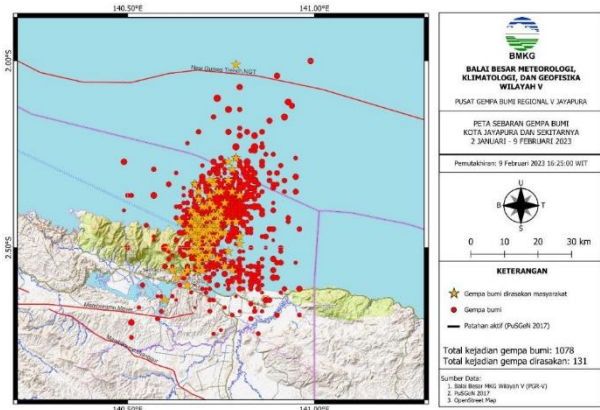 140.50°E
141.00°E
2.00°S
2.50°S
New Guinea Trench NGT
140.50°E
141.00°E
BMKG
BALAI BESAR METEOROLOGI,
KLIMATOLOGI, DAN GEOFISIKA
WILAYAH V
PUSAT GEMPA BUMI REGIONAL V JAYAPURA
PETA SEBARAN GEMPA BUMI
KOTA JAYAPURA DAN SEKITARNYA
2 JANUARI - 9 FEBRUARI 2023
Pemutakhiran: 9 Februari 2023 16:25:00 WIT
U
B T
S
0 10 20 30 km
KETERANGAN
Gempa bumi dirasakan masyarakat
Gempa bumi
Patahan aktif (PuSGeN 2017)
Total kejadian gempa bumi: 1078
Total kejadian gempa dirasakan: 131
Sumber Data:
1. Balai Besar MKG Wilayah V (PGR-V)
2. PuSGeN 2017
3. OpenStreet Map